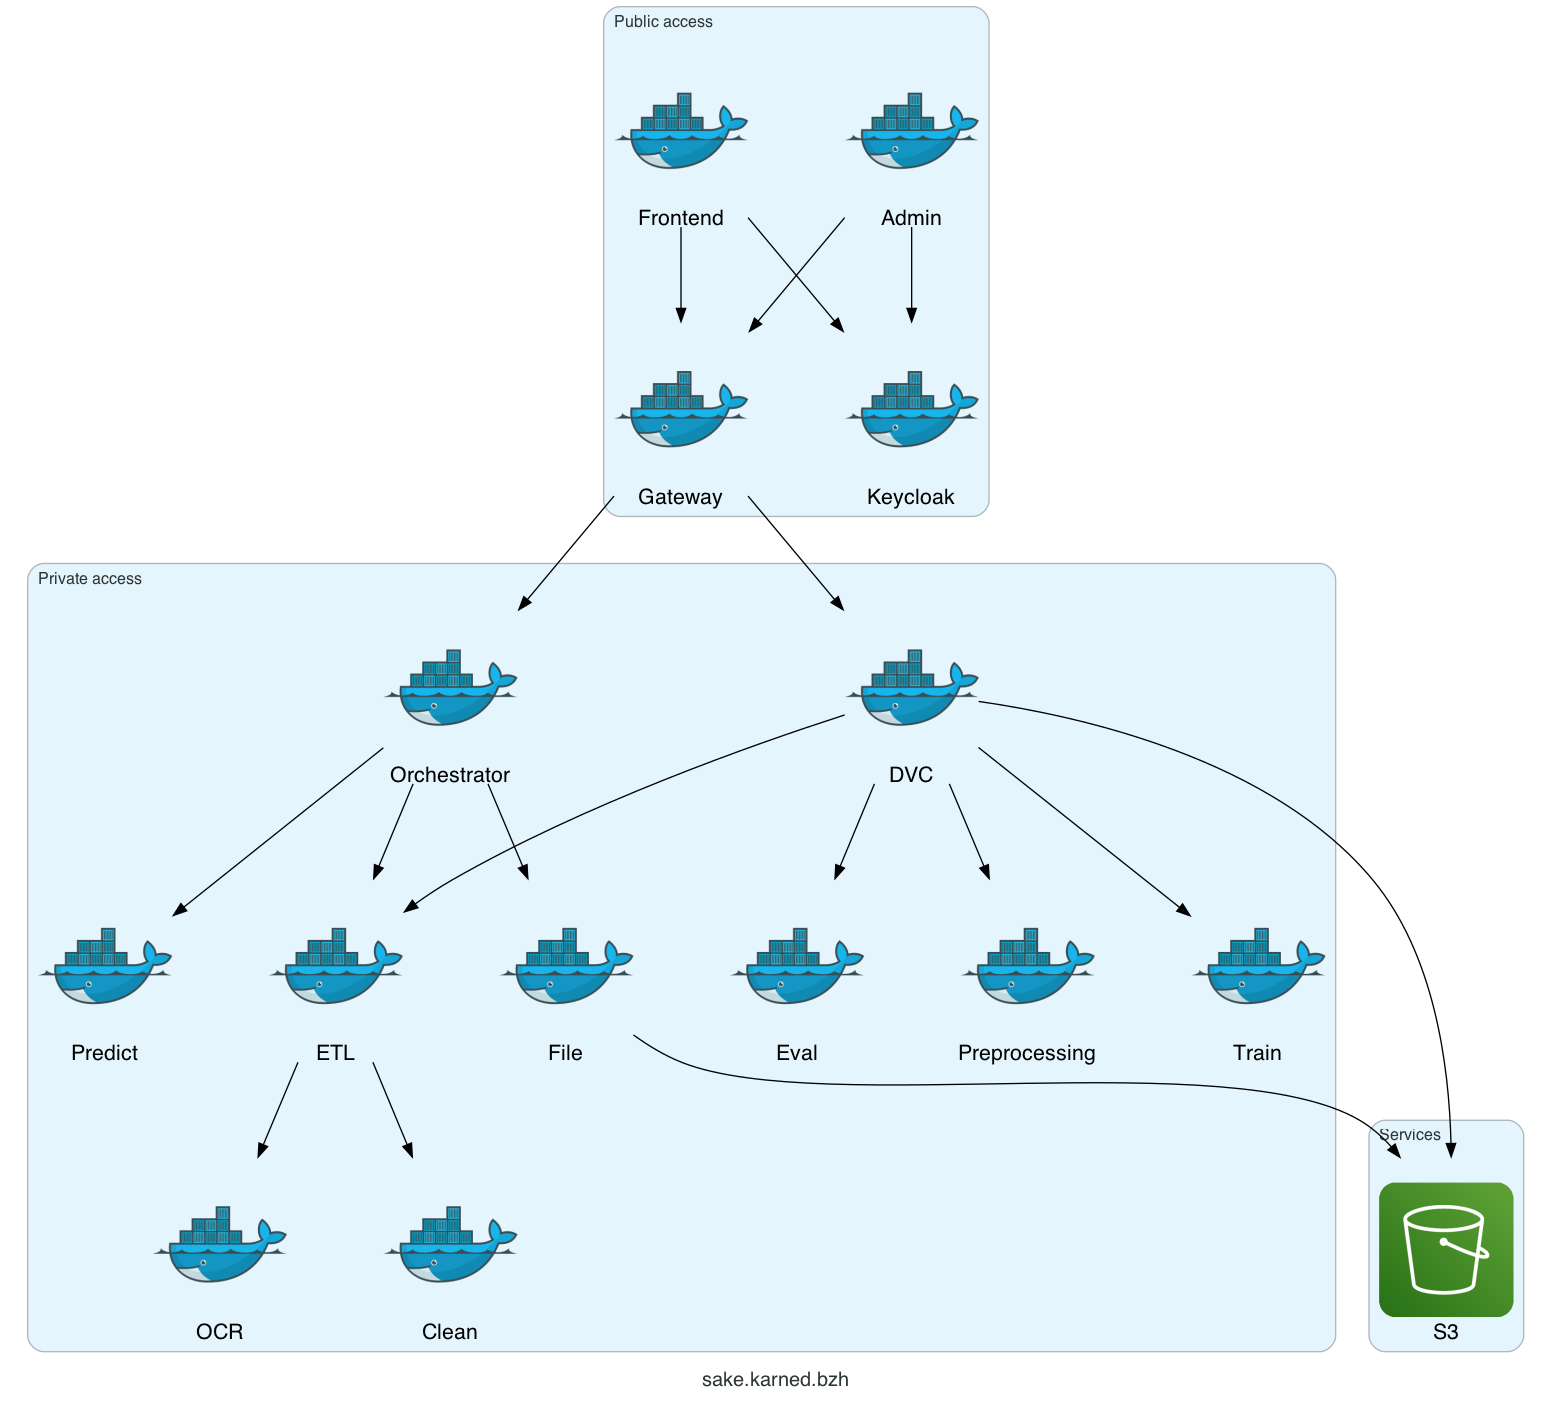 Public access
Frontend
Admin
Gateway
Keycloak
Private access
Orchestrator
DVC
Predict
ETL
File
Eval
Preprocessing
Train
Services
OCR
Clean
S3
sake.karned.bzh